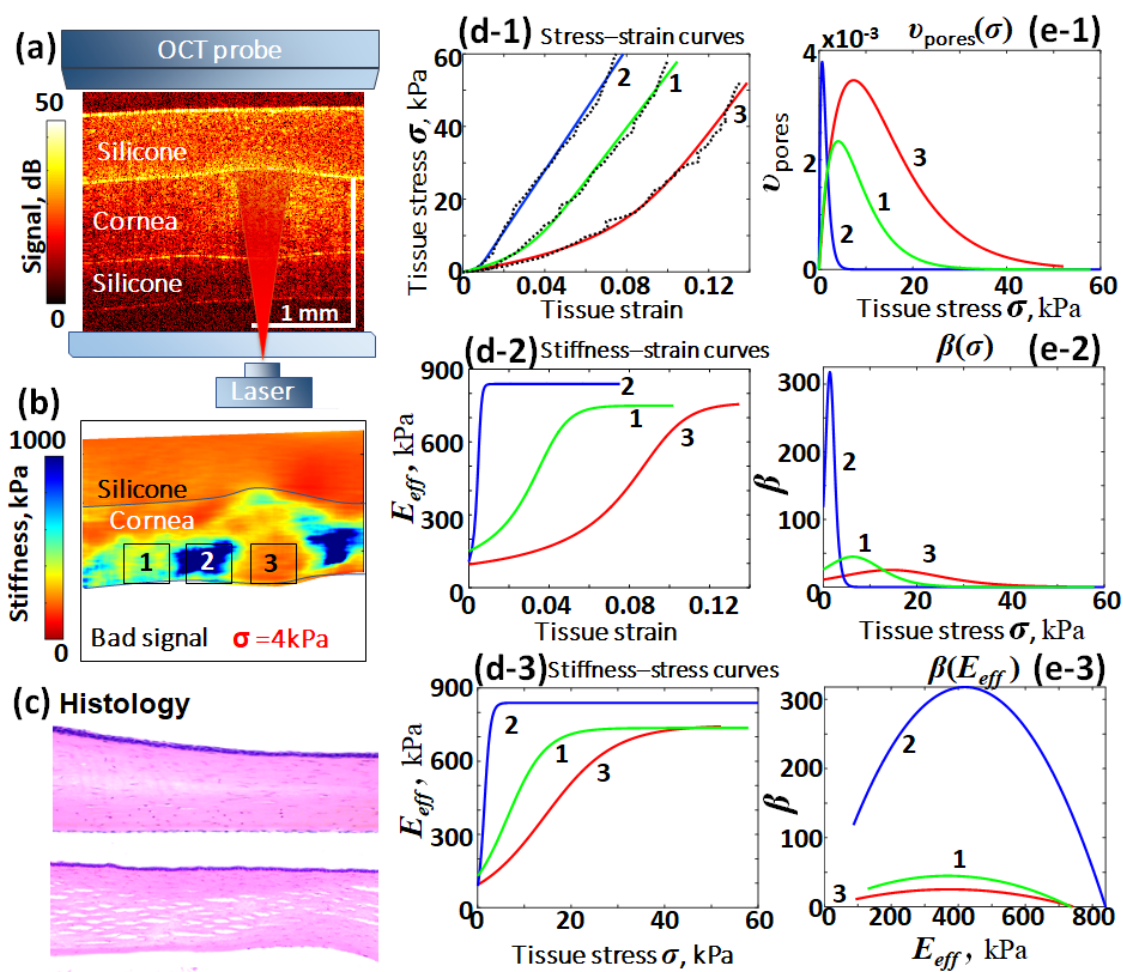 (a)
OCT probe
50
Signal, dB
0
Silicone
Cornea
Silicone
1 mm
Laser
(b)
1000
Stiffness, kPa
0
Silicone
Cornea
1
2
3
Bad signal
σ =4kPa
(c) Histology
(d-1) Stress–strain curves
60
40
20
0
Tissue stress σ, kPa
2
1
3
0
0.04
0.08
0.12
Tissue strain
(d-2) Stiffness–strain curves
900
600
300
0
E_eff, kPa
2
1
3
0
0.04
0.08
0.12
Tissue strain
(d-3) Stiffness–stress curves
900
600
300
0
E_eff, kPa
2
1
3
0
20
40
60
Tissue stress σ, kPa
x10⁻³
υ_pores(σ)
(e-1)
4
2
0
υ_pores
3
1
2
0
20
40
60
Tissue stress σ, kPa
β(σ)
(e-2)
300
200
100
0
β
2
1
3
0
20
40
60
Tissue stress σ, kPa
β(E_eff)
(e-3)
300
200
100
0
β
2
1
3
0
200
400
600
800
E_eff, kPa